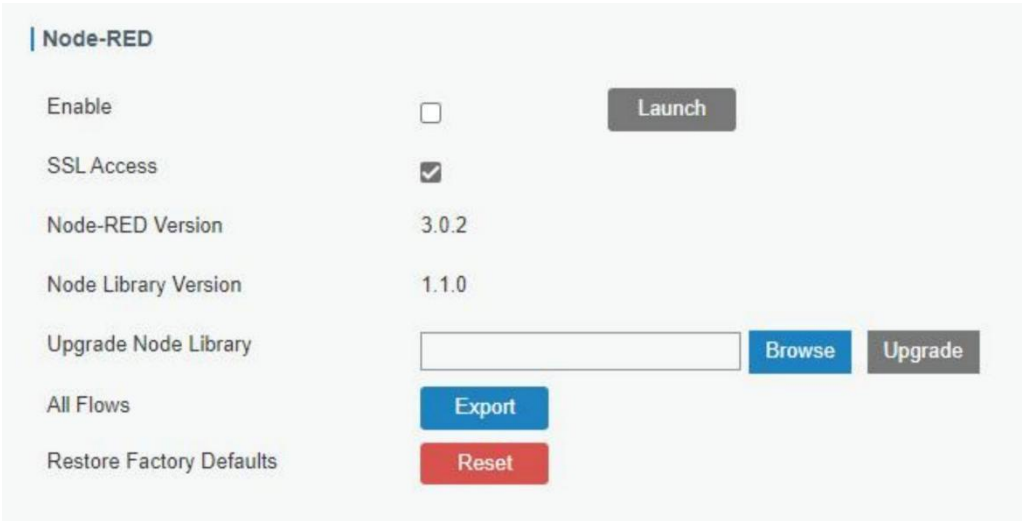 Node-RED
Enable Launch
SSL Access
Node-RED Version 3.0.2
Node Library Version 1.1.0
Upgrade Node Library Browse Upgrade
All Flows Export
Restore Factory Defaults Reset